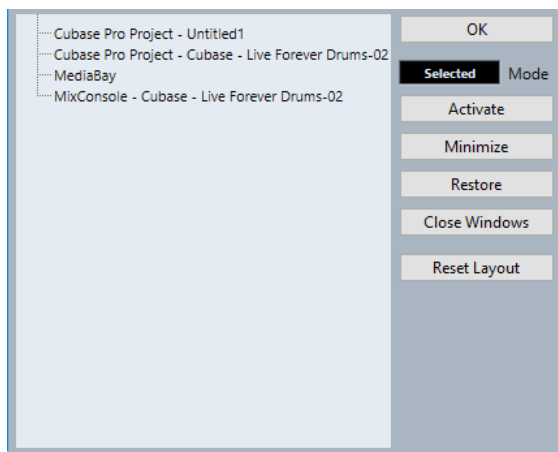 Cubase Pro Project - Untitled1
Cubase Pro Project - Cubase - Live Forever Drums-02
MediaBay
MixConsole - Cubase - Live Forever Drums-02
OK
Selected Mode
Activate
Minimize
Restore
Close Windows
Reset Layout